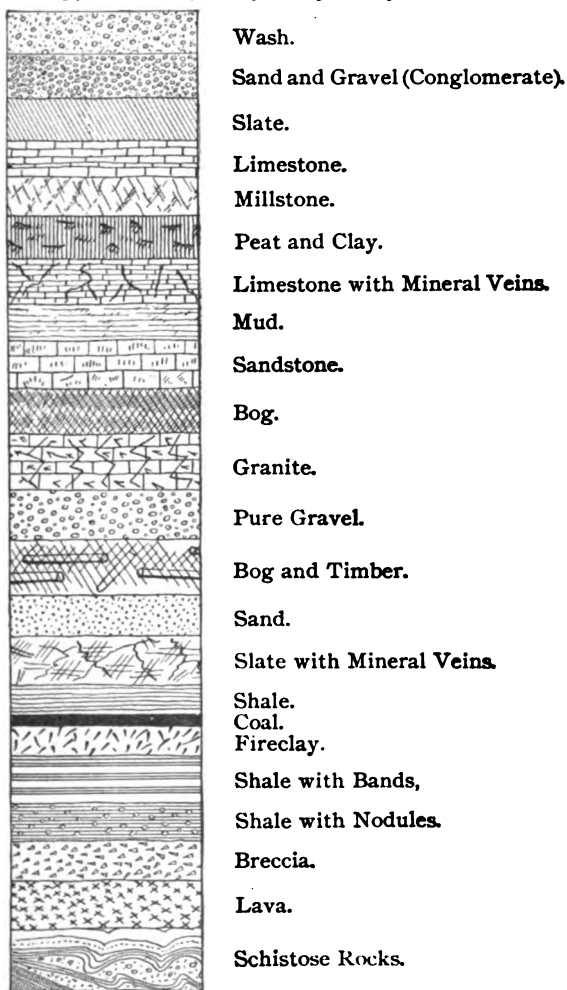 Wash.
Sand and Gravel (Conglomerate).
Slate.
Limestone.
Millstone.
Peat and Clay.
Limestone with Mineral Veins.
Mud.
Sandstone.
Bog.
Granite.
Pure Gravel.
Bog and Timber.
Sand.
Slate with Mineral Veins.
Shale.
Coal.
Fireclay.
Shale with Bands,
Shale with Nodules.
Breccia.
Lava.
Schistose Rocks.